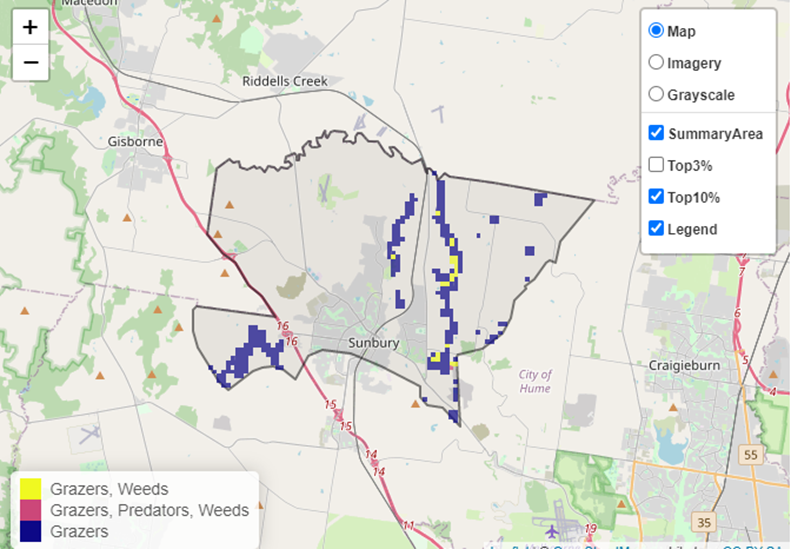 Macedon
+
−
Riddells Creek
Gisborne
Map
Imagery
Grayscale
SummaryArea
Top3%
Top10%
Legend
7
7
6
5
4
16
16
Sunbury
City of
Hume
Craigieburn
15
15
14
14
55
35
11
19
Grazers, Weeds
Grazers, Predators, Weeds
Grazers